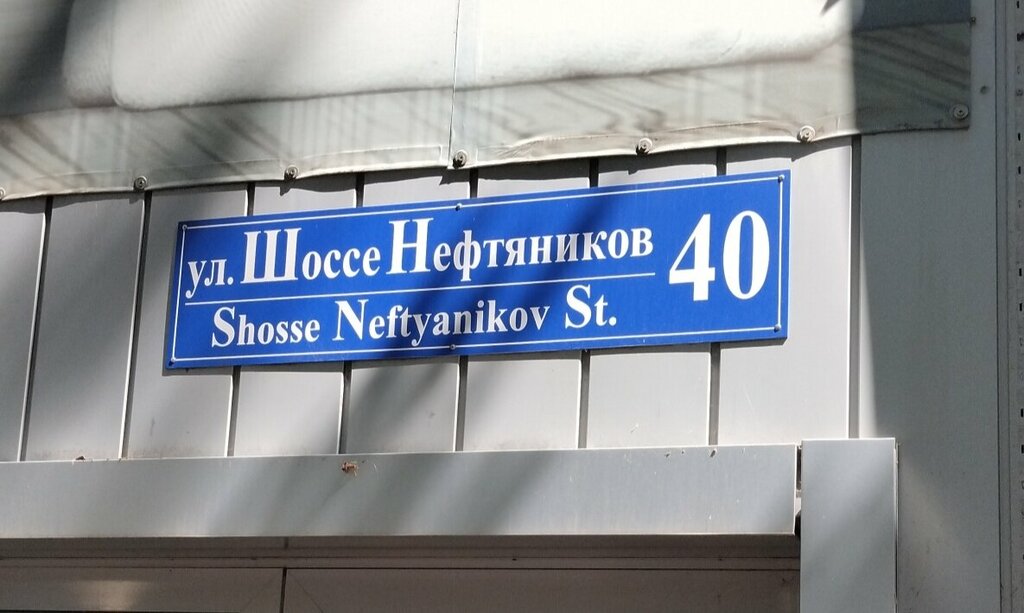 ул. Шоссе Нефтяников 40
Shosse Neftyanikov St.